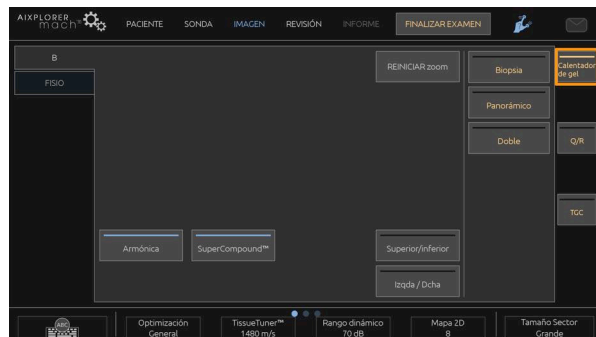 AIXPLORER
mach
PACIENTE
SONDA
IMAGEN
REVISIÓN
INFORME
FINALIZAR EXAMEN
B
FISIO
REINICIAR zoom
Biopsia
Calentador
de gel
Panorámico
Doble
Q/R
TGC
Armónica
SuperCompound™
Superior/inferior
Izqda / Dcha
ABC
Optimización
General
TissueTuner™
1480 m/s
Rango dinámico
70 dB
Mapa 2D
8
Tamaño Sector
Grande